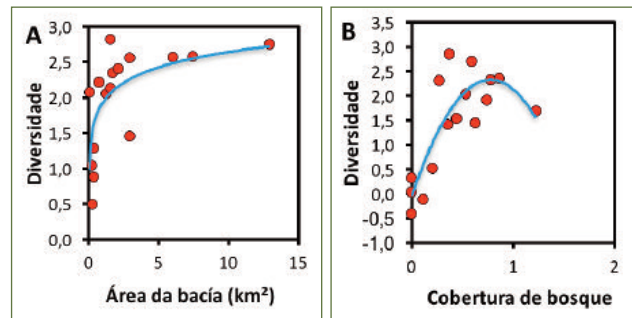 A
Diversidade
3,0
2,5
2,0
1,5
1,0
0,5
0,0
0 5 10 15
Área da bacía (km²)
B
Diversidade
3,5
3,0
2,5
2,0
1,5
1,0
0,5
0,0
-0,5
-1,0
0 1 2
Cobertura de bosque